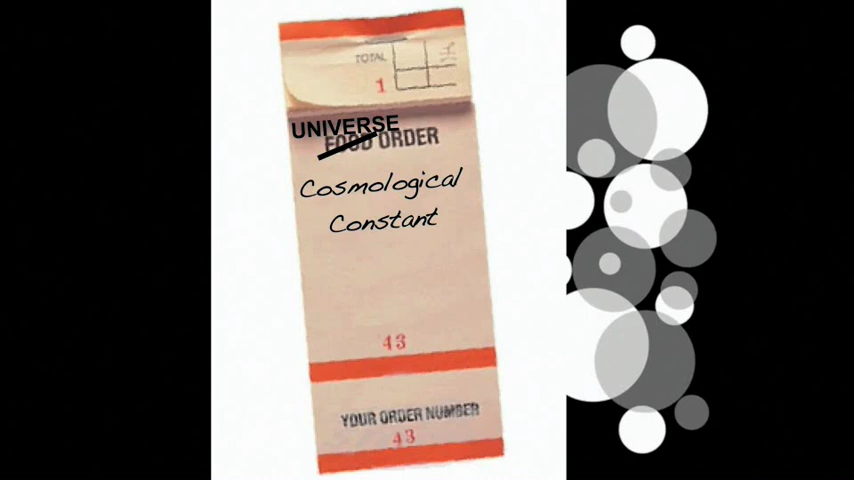 TOTAL
1
UNIVERSE
FOOD ORDER
Cosmological
Constant
43
YOUR ORDER NUMBER
43